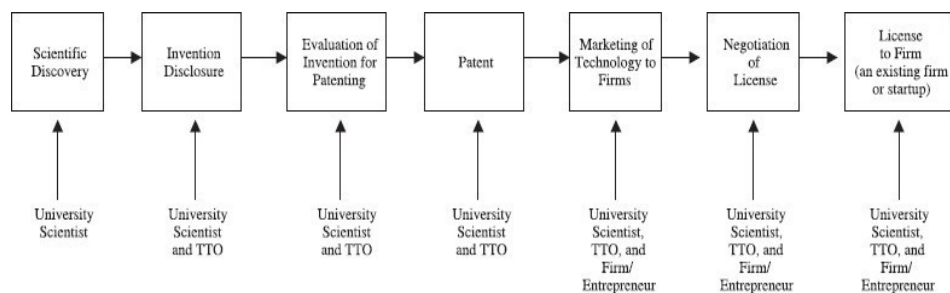 Scientific
Discovery
Invention
Disclosure
Evaluation of
Invention for
Patenting
Patent
Marketing of
Technology to
Firms
Negotiation
of
License
License
to Firm
(an existing firm
or startup)
University
Scientist
University
Scientist
and TTO
University
Scientist
and TTO
University
Scientist
and TTO
University
Scientist,
TTO, and
Firm/
Entrepreneur
University
Scientist,
TTO, and
Firm/
Entrepreneur
University
Scientist,
TTO, and
Firm/
Entrepreneur